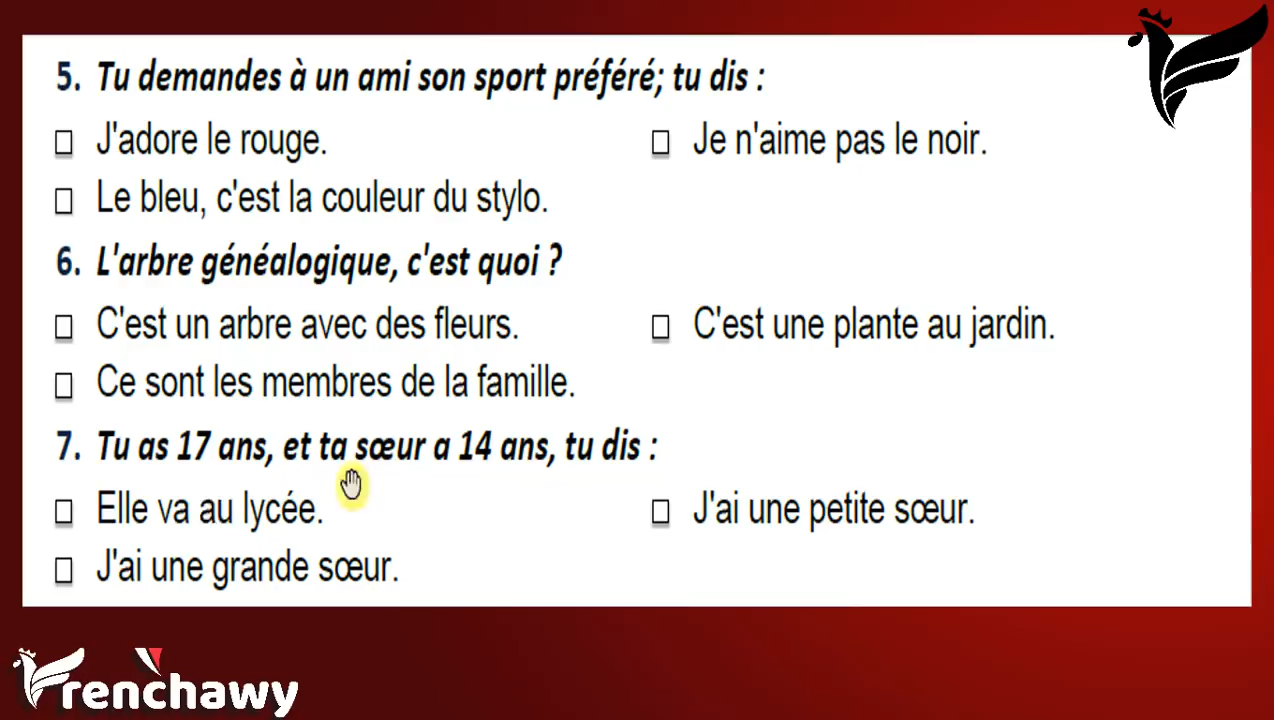 5. Tu demandes à un ami son sport préféré; tu dis :
□ J'adore le rouge. □ Je n'aime pas le noir.
□ Le bleu, c'est la couleur du stylo.
6. L'arbre généalogique, c'est quoi ?
□ C'est un arbre avec des fleurs. □ C'est une plante au jardin.
□ Ce sont les membres de la famille.
7. Tu as 17 ans, et ta sœur a 14 ans, tu dis :
□ Elle va au lycée. □ J'ai une petite sœur.
□ J'ai une grande sœur.
Frenchawy